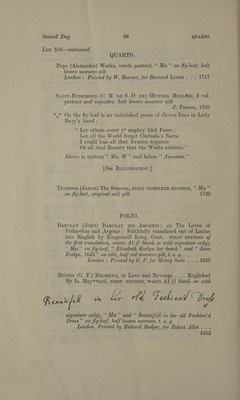 Second Day 98 QUARTO
LOT 518—continued.
QUARTO.
Pope (Alexander) Works, wants portrait, "Ma" on fly-leaf, half
brown morocco gilt
London: Printed by W. Bowyer, for Bernard Lintot . . . 1717
SAINT-EVREMOND (C. M. DE S.-D. DE) ŒUVRES MESLÉES, 2 vol.
portrait and vignettes, half brown morocco gilt
J. Tonson, 1705
*** On the fly-leaf is an unfinished poem of eleven lines in Lady
Mary's hand:
"Let others court yᵉ mighty Idol Fame;
Let all the World forget Clarinda's Name
I could lose all that Avarice requires
Or all that Beauty that the World admires."
Above is written "Ma. W" and below "Amomett."
[See ILLUSTRATION.]
Thomson (James) The Seasons, FIRST COMPLETE EDITION, "Ma"
on fly-leaf, original calf gilt 1730
FOLIO.
BARCLAY (JOHN) BARCLAY HIS ARGENIS: or, The Loves of
Poliarchus and Argenis: Faithfully translated out of Latine
into English by Kingesmill Long, Gent. FIRST EDITION of
the first translation, wants A1 (? blank or with signature only),
"Ma" on fly-leaf, "Elizabeth Evelyn her boock" and "James
Evelyn. 1645" on title, half red morocco gilt, t. e. g.
London: Printed by G. P. for Henry Seile . . . 1625
BIONDI (G. F.) EROMENA, or Love and Revenge . . . Englished
By Ia. Hayvvard, FIRST EDITION, wants A1 (? blank or with
Beautifull in her old Fashion'd Dress
signature only), "Ma" and "Beautifull in her old Fashion'd
Dress" on fly-leaf, half brown morocco, t. e. g.
London, Printed by Richard Badger, for Robert Allot . . .
1632